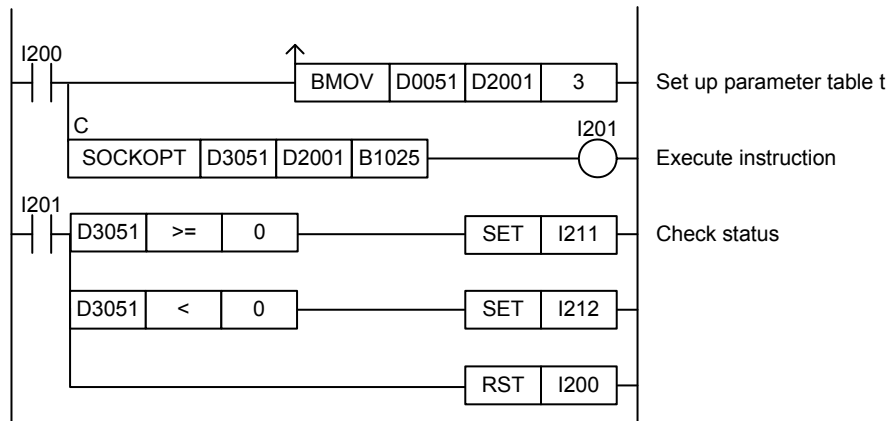 I200
BMOV D0051 D2001 3 Set up parameter table t
C I201
SOCKOPT D3051 D2001 B1025 Execute instruction
I201
D3051 >= 0 SET I211 Check status
D3051 < 0 SET I212
RST I200